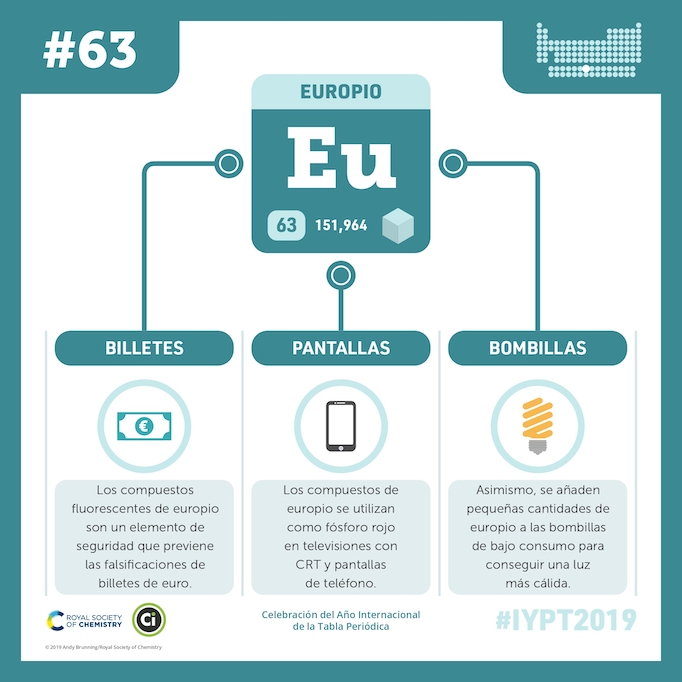 #63
EUROPIO
Eu
63 151,964
BILLETES
Los compuestos
fluorescentes de europio
son un elemento de
seguridad que previene
las falsificaciones de
billetes de euro.
PANTALLAS
Los compuestos de
europio se utilizan
como fósforo rojo
en televisiones con
CRT y pantallas
de teléfono.
BOMBILLAS
Asimismo, se añaden
pequeñas cantidades de
europio a las bombillas
de bajo consumo para
conseguir una luz
más cálida.
ROYAL SOCIETY
OF CHEMISTRY
Ci
Celebración del Año Internacional
de la Tabla Periódica
#IYPT2019
© 2019 Andy Brunning/Royal Society of Chemistry